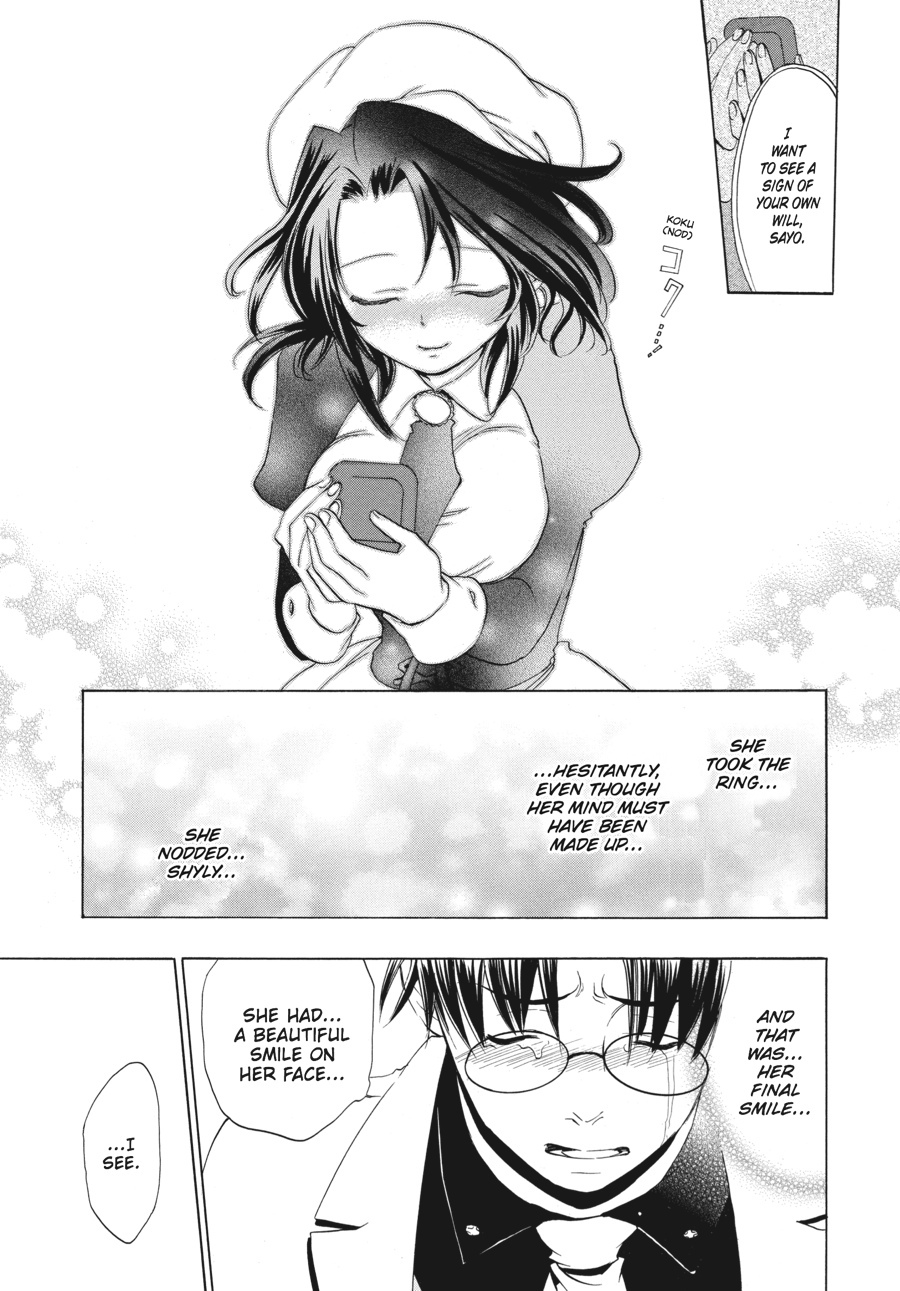 I
WANT
TO SEE A
SIGN OF
YOUR OWN
WILL,
SAYO.
KOKU
(NOD)
コク…
SHE
TOOK THE
RING...
...HESITANTLY,
EVEN THOUGH
HER MIND MUST
HAVE BEEN
MADE UP...
SHE
NODDED...
SHYLY...
AND
THAT
WAS...
HER
FINAL
SMILE...
SHE HAD...
A BEAUTIFUL
SMILE ON
HER FACE...
...I
SEE.